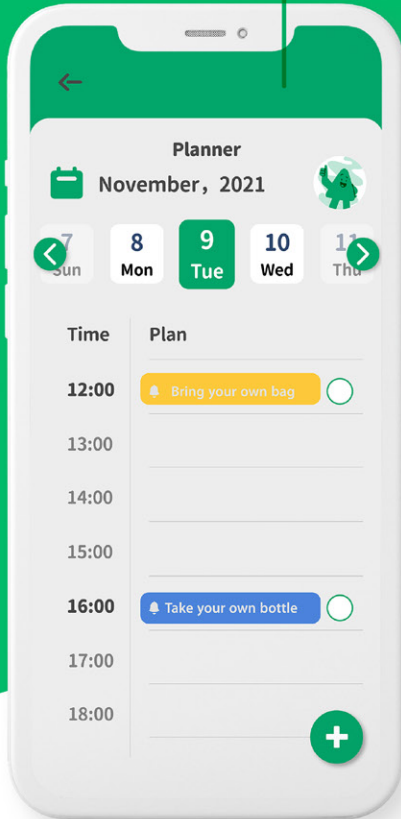 Planner
November, 2021
7 8 9 10 11
Sun Mon Tue Wed Thu
Time Plan
12:00 Bring your own bag
13:00
14:00
15:00
16:00 Take your own bottle
17:00
18:00